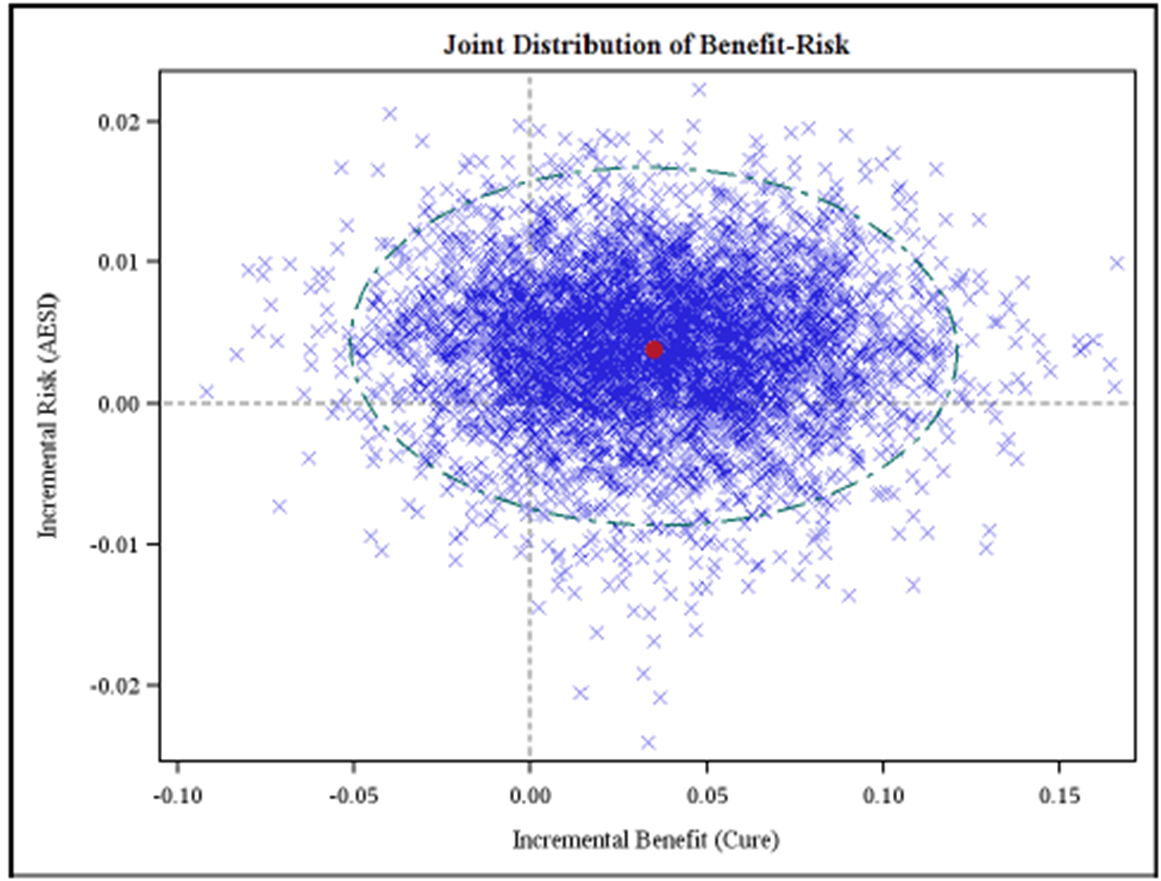 Joint Distribution of Benefit-Risk
0.02
0.01
0.00
-0.01
-0.02
Incremental Risk (AESI)
-0.10 -0.05 0.00 0.05 0.10 0.15
Incremental Benefit (Cure)